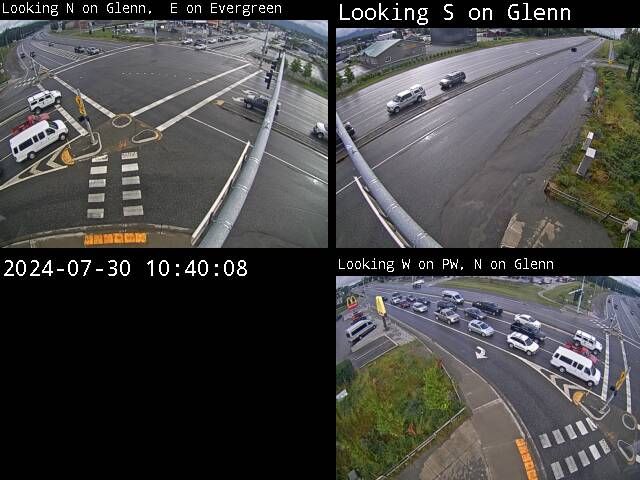 Looking N on Glenn,  E on Evergreen
Looking S on Glenn
2024-07-30 10:40:08
Looking W on PW, N on Glenn